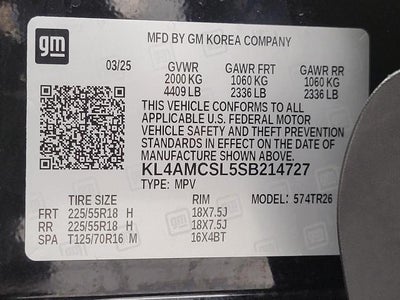 gm
MFD BY GM KOREA COMPANY
03/25 GVWR GAWR FRT GAWR RR
2000 KG 1060 KG 1060 KG
4409 LB 2336 LB 2336 LB
THIS VEHICLE CONFORMS TO ALL
APPLICABLE U.S. FEDERAL MOTOR
VEHICLE SAFETY AND THEFT PREVENTION
STANDARDS IN EFFECT ON THE DATE OF
MANUFACTURE SHOWN ABOVE.
KL4AMCSL5SB214727
TYPE: MPV MODEL: 574TR26
TIRE SIZE RIM
FRT 225/55R18 H 18X7.5J
RR 225/55R18 H 18X7.5J
SPA T125/70R16 M 16X4BT